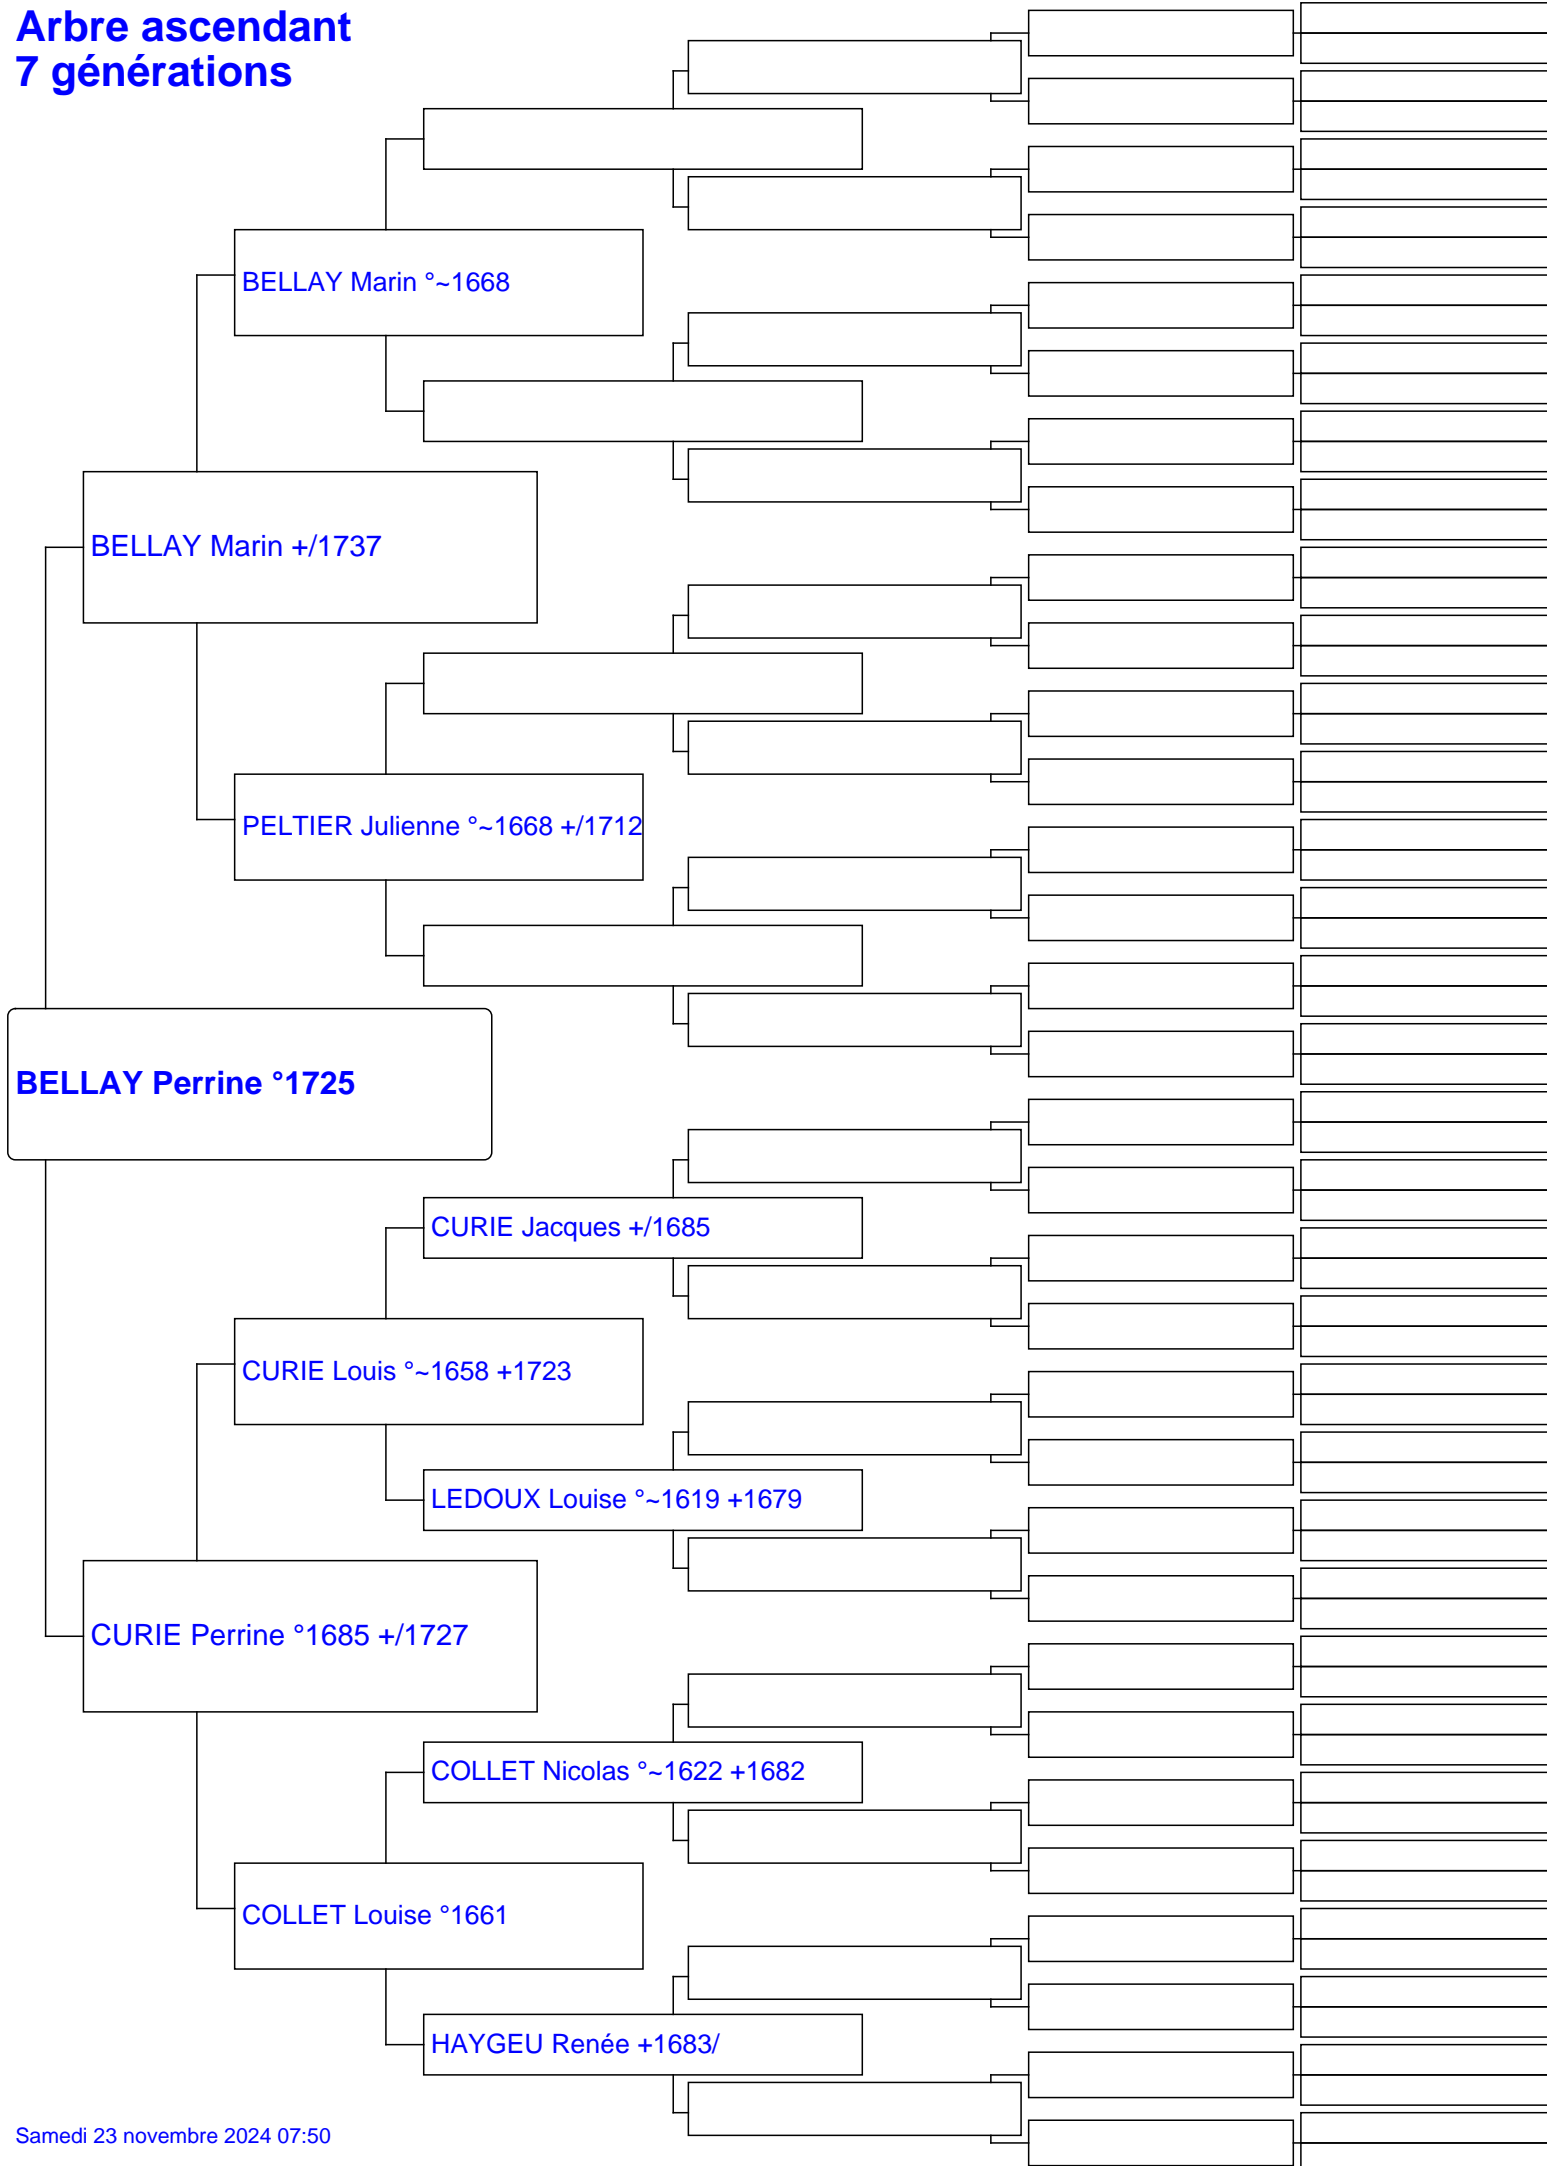 Arbre ascendant
7 générations
BELLAY Marin °~1668
BELLAY Marin +/1737
PELTIER Julienne °~1668 +/1712
BELLAY Perrine °1725
CURIE Jacques +/1685
CURIE Louis °~1658 +1723
LEDOUX Louise °~1619 +1679
CURIE Perrine °1685 +/1727
COLLET Nicolas °~1622 +1682
COLLET Louise °1661
HAYGEU Renée +1683/
Samedi 23 novembre 2024 07:50